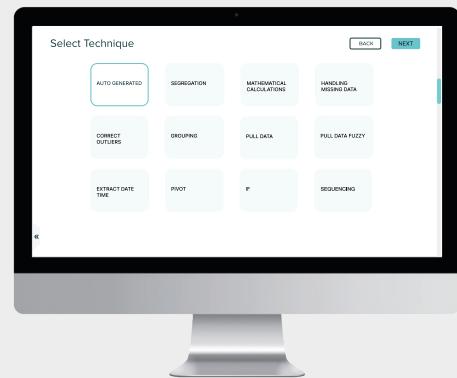 Select Technique
BACK
NEXT
AUTO GENERATED
SEGREGATION
MATHEMATICAL
CALCULATIONS
HANDLING
MISSING DATA
CORRECT
OUTLIERS
GROUPING
PULL DATA
PULL DATA FUZZY
EXTRACT DATE
TIME
PIVOT
IF
SEQUENCING
«